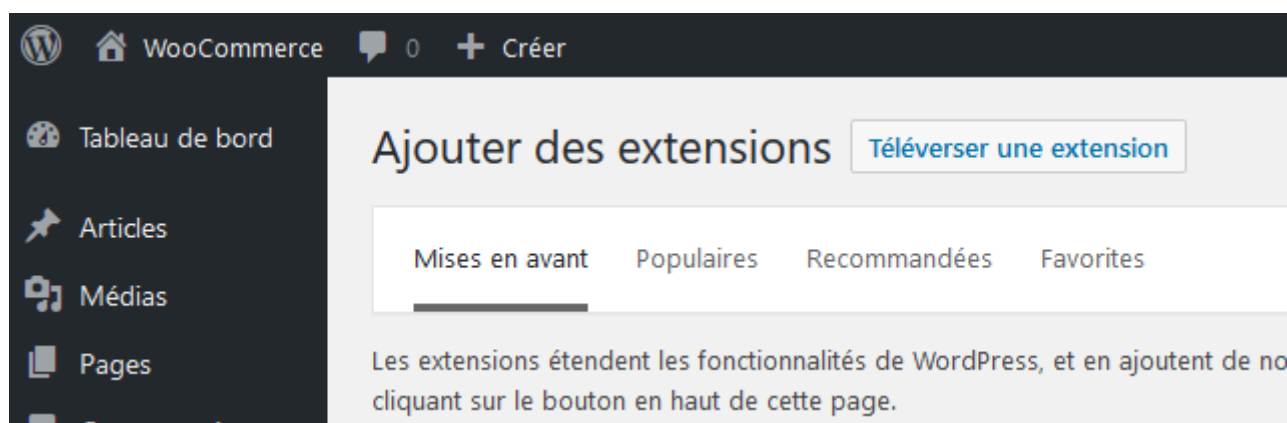 WooCommerce 0 Créer
Tableau de bord
Ajouter des extensions Téléverser une extension
Articles
Mises en avant Populaires Recommandées Favorites
Médias
Pages
Les extensions étendent les fonctionnalités de WordPress, et en ajoutent de no
cliquant sur le bouton en haut de cette page.